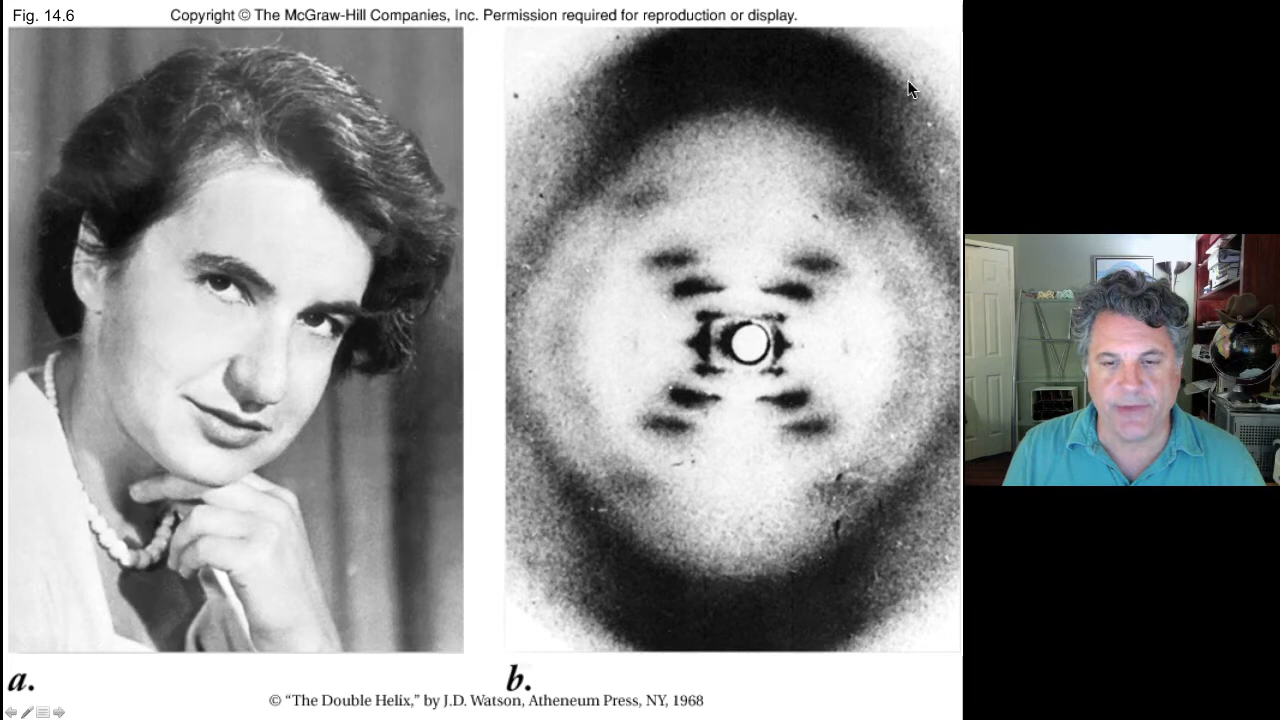 Fig. 14.6
Copyright © The McGraw-Hill Companies, Inc. Permission required for reproduction or display.
a.
b.
© “The Double Helix,” by J.D. Watson, Atheneum Press, NY, 1968